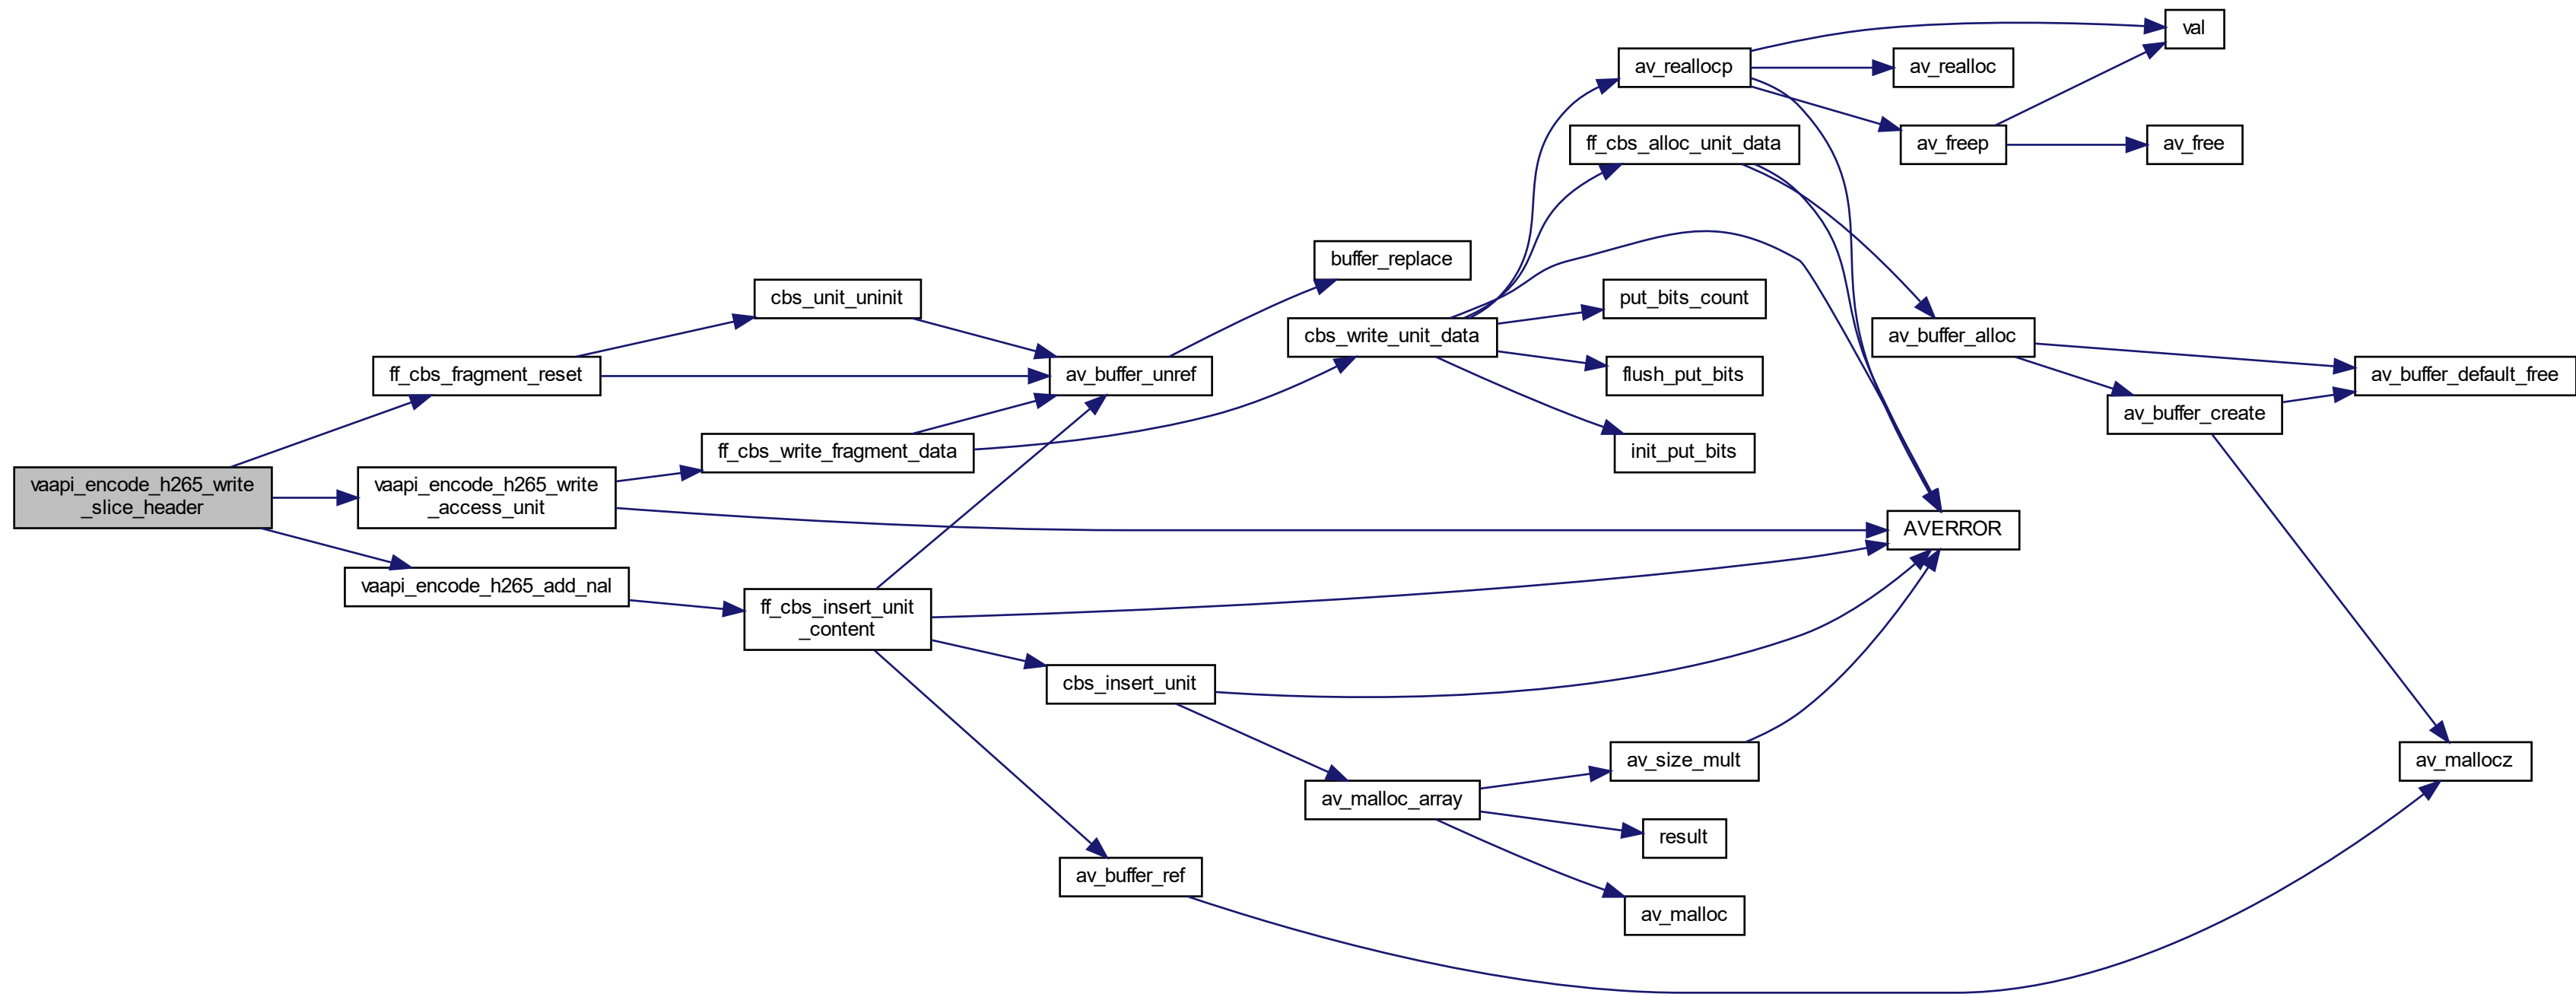 vaapi_encode_h265_write
_slice_header
ff_cbs_fragment_reset
vaapi_encode_h265_write
_access_unit
vaapi_encode_h265_add_nal
cbs_unit_uninit
ff_cbs_write_fragment_data
ff_cbs_insert_unit
_content
av_buffer_unref
cbs_insert_unit
av_buffer_ref
buffer_replace
cbs_write_unit_data
av_malloc_array
av_reallocp
ff_cbs_alloc_unit_data
put_bits_count
flush_put_bits
init_put_bits
av_size_mult
result
av_malloc
av_realloc
av_freep
av_buffer_alloc
AVERROR
val
av_free
av_buffer_create
av_buffer_default_free
av_mallocz